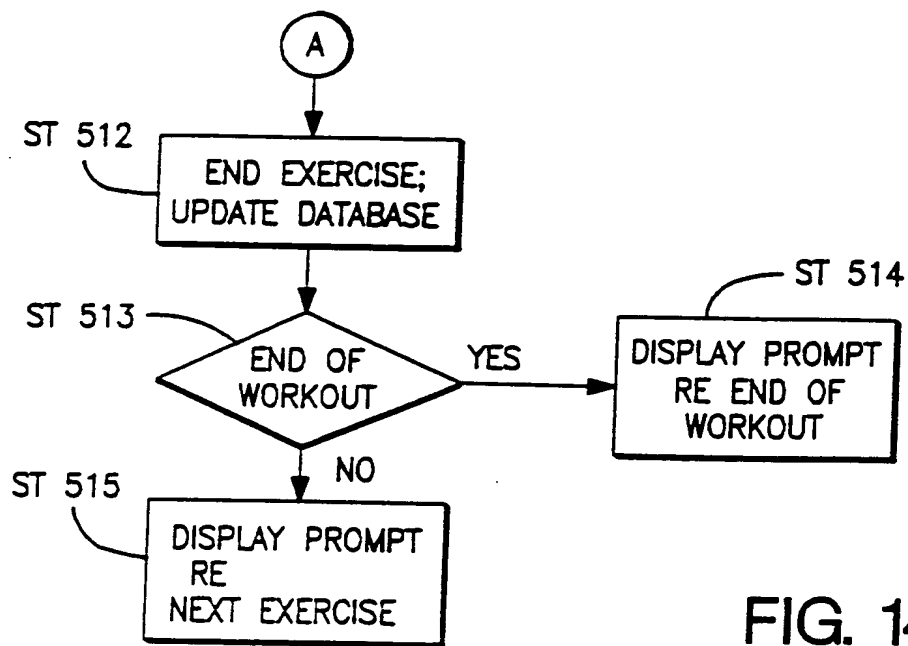 A
ST 512
END EXERCISE;
UPDATE DATABASE
ST 513
END OF
WORKOUT
YES
ST 514
DISPLAY PROMPT
RE END OF
WORKOUT
NO
ST 515
DISPLAY PROMPT
RE
NEXT EXERCISE
FIG.